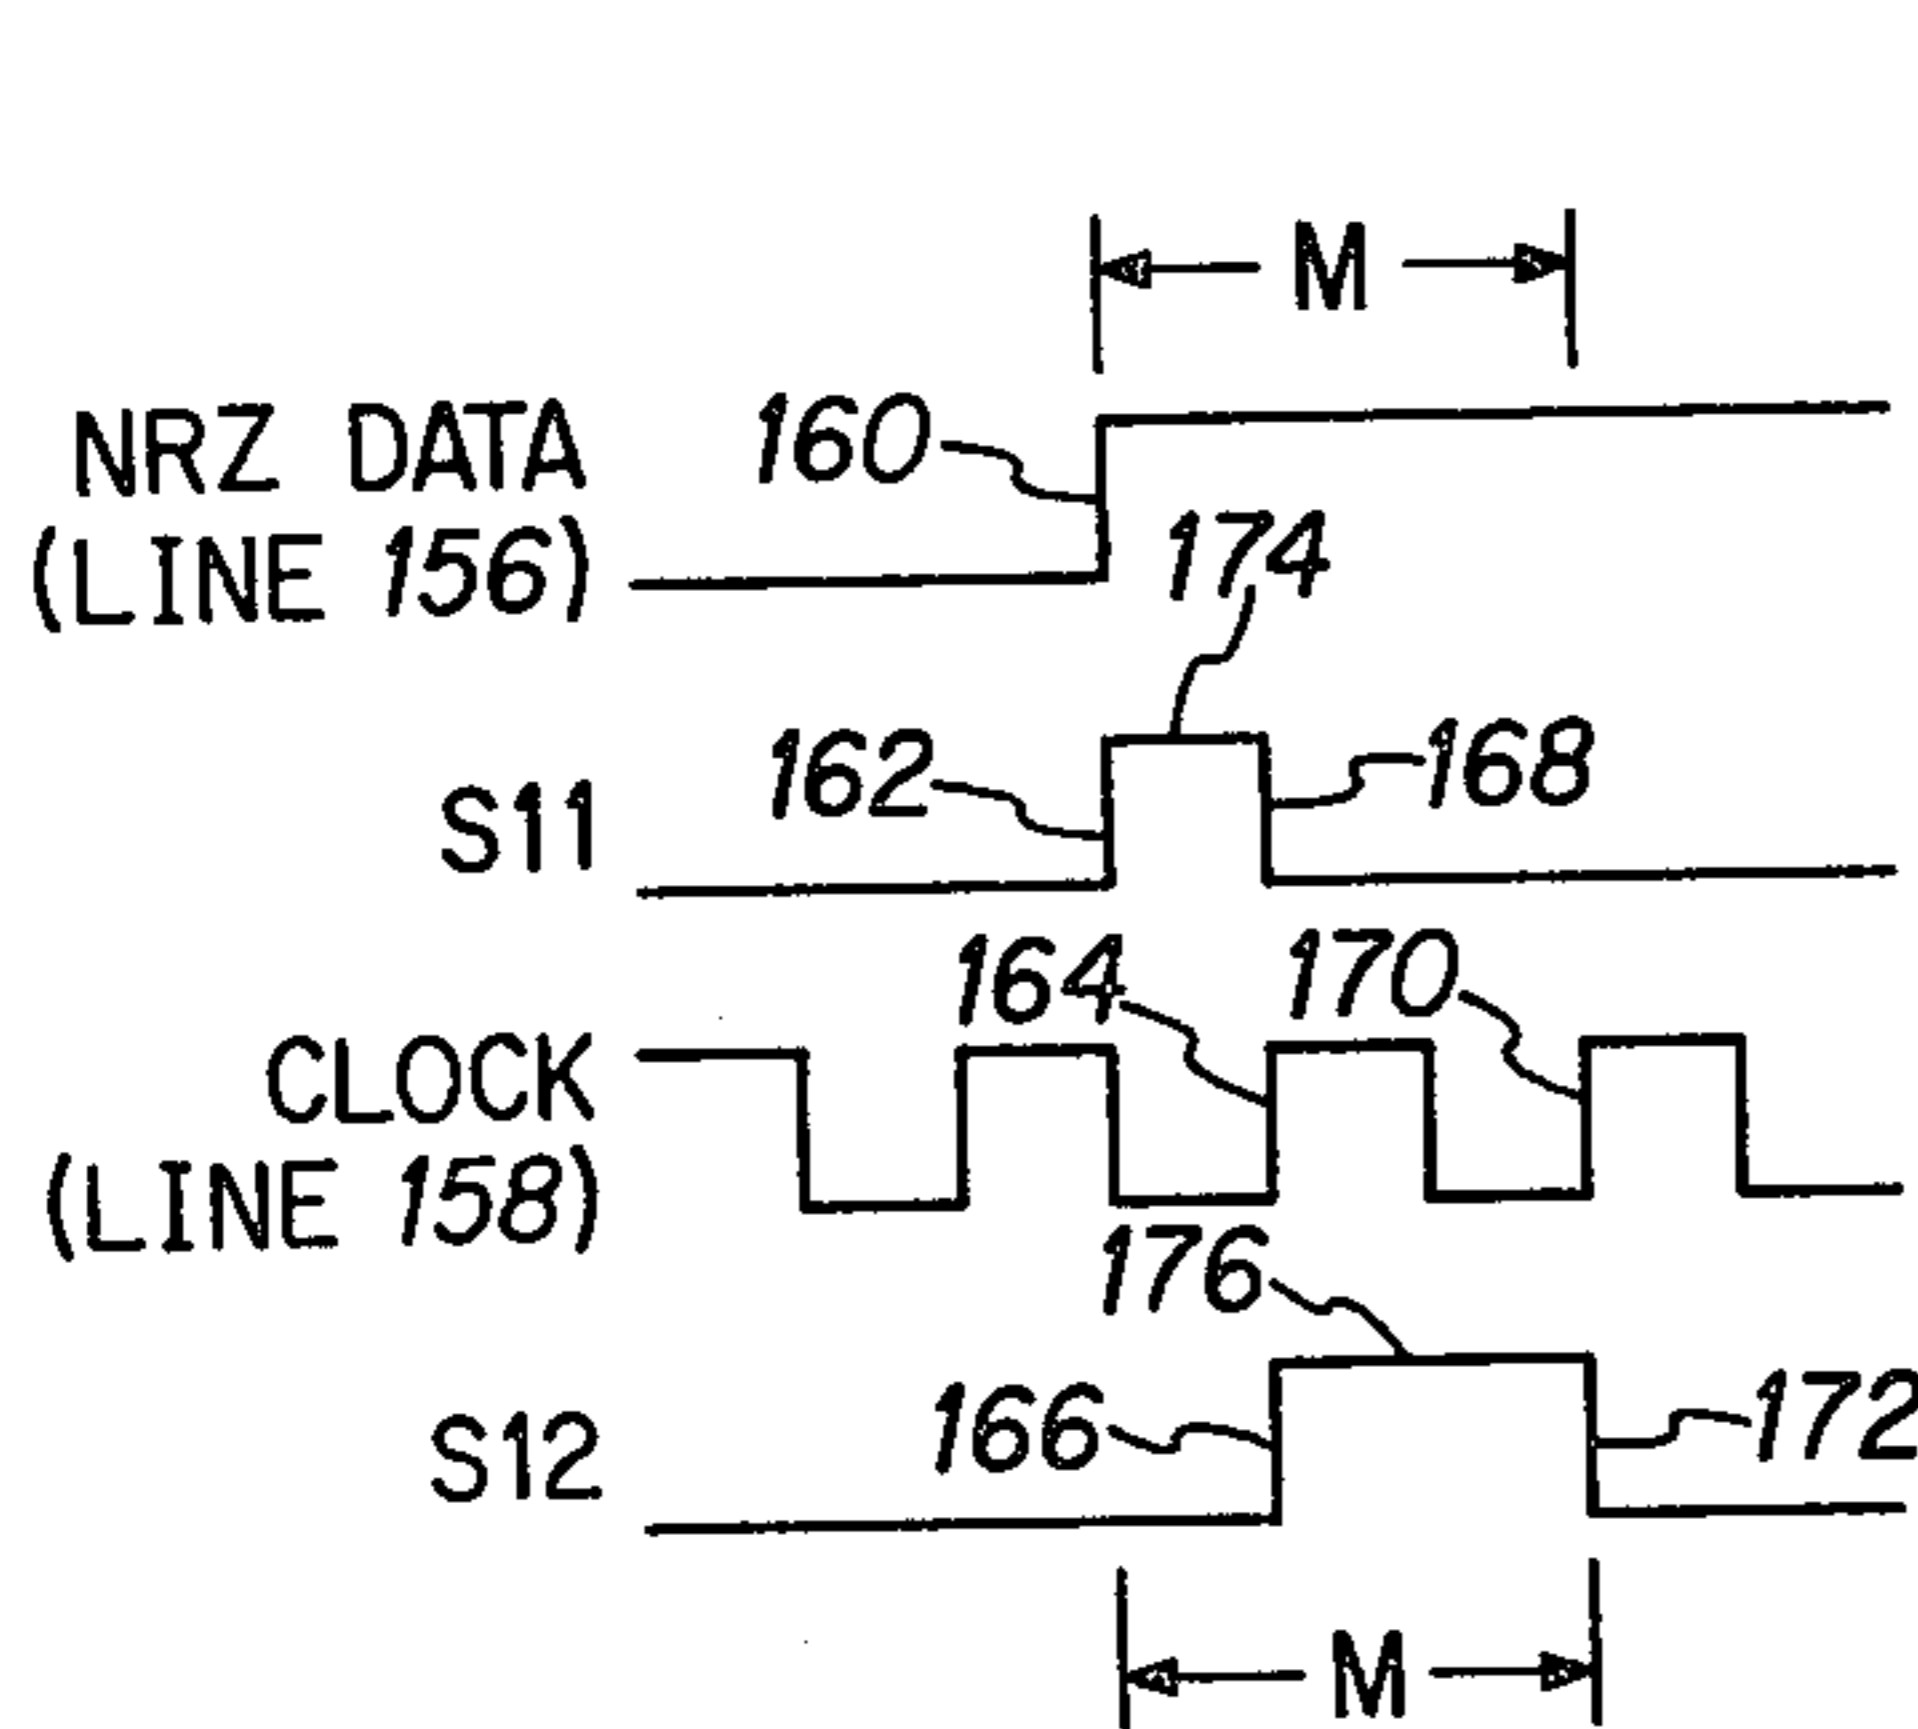 M
NRZ DATA
(LINE 156)
160
174
S11
162
168
CLOCK
(LINE 158)
164
170
176
S12
166
172
M